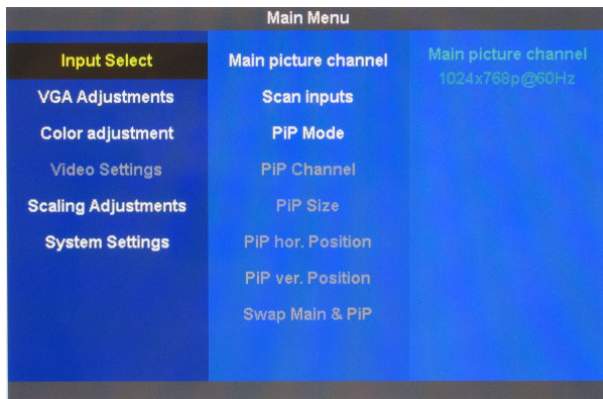 Main Menu
Input Select
VGA Adjustments
Color adjustment
Video Settings
Scaling Adjustments
System Settings
Main picture channel
Scan inputs
PiP Mode
PiP Channel
PiP Size
PiP hor. Position
PiP ver. Position
Swap Main & PiP
Main picture channel
1024x768p@60Hz